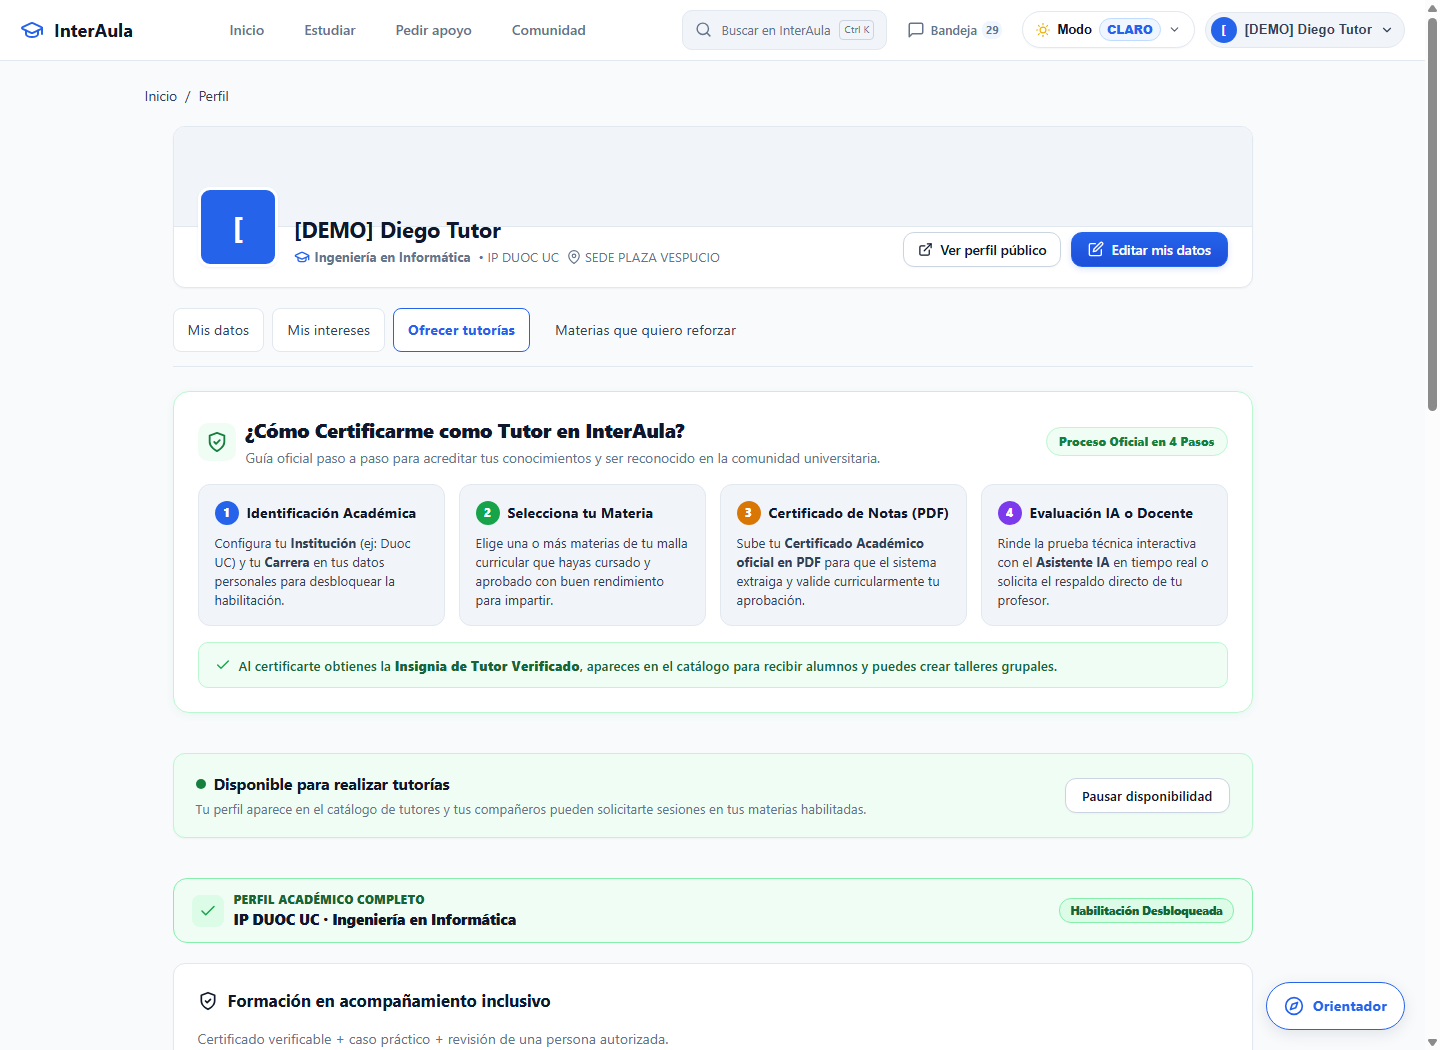 InterAula
Inicio
Estudiar
Pedir apoyo
Comunidad
Buscar en InterAula Ctrl K
Bandeja 29
Modo CLARO
[ [DEMO] Diego Tutor
Inicio / Perfil
[
[DEMO] Diego Tutor
Ingeniería en Informática • IP DUOC UC SEDE PLAZA VESPUCIO
Ver perfil público
Editar mis datos
Mis datos
Mis intereses
Ofrecer tutorías
Materias que quiero reforzar
¿Cómo Certificarme como Tutor en InterAula?
Guía oficial paso a paso para acreditar tus conocimientos y ser reconocido en la comunidad universitaria.
Proceso Oficial en 4 Pasos
1 Identificación Académica
Configura tu Institución (ej: Duoc
UC) y tu Carrera en tus datos
personales para desbloquear la
habilitación.
2 Selecciona tu Materia
Elige una o más materias de tu malla
curricular que hayas cursado y
aprobado con buen rendimiento
para impartir.
3 Certificado de Notas (PDF)
Sube tu Certificado Académico
oficial en PDF para que el sistema
extraiga y valide curricularmente tu
aprobación.
4 Evaluación IA o Docente
Rinde la prueba técnica interactiva
con el Asistente IA en tiempo real o
solicita el respaldo directo de tu
profesor.
Al certificarte obtienes la Insignia de Tutor Verificado, apareces en el catálogo para recibir alumnos y puedes crear talleres grupales.
Disponible para realizar tutorías
Tu perfil aparece en el catálogo de tutores y tus compañeros pueden solicitarte sesiones en tus materias habilitadas.
Pausar disponibilidad
PERFIL ACADÉMICO COMPLETO
IP DUOC UC · Ingeniería en Informática
Habilitación Desbloqueada
Formación en acompañamiento inclusivo
Certificado verificable + caso práctico + revisión de una persona autorizada.
Orientador